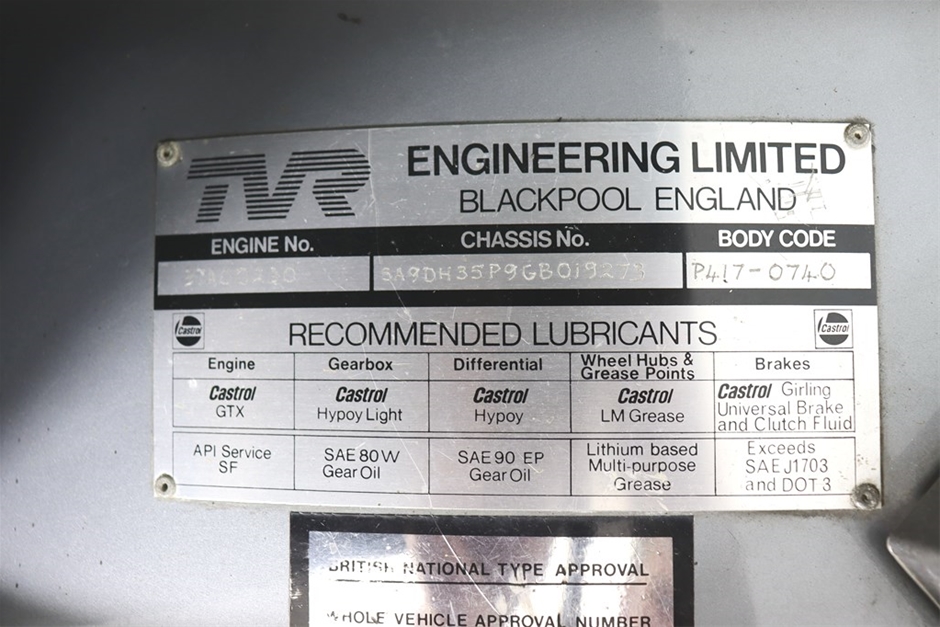 TVR ENGINEERING LIMITED
BLACKPOOL ENGLAND
ENGINE No. CHASSIS No. BODY CODE
P417-0740
Castrol RECOMMENDED LUBRICANTS Castrol
Engine Gearbox Differential Wheel Hubs & Grease Points Brakes
Castrol GTX
Castrol Hypoy Light
Castrol Hypoy
Castrol LM Grease
Castrol Girling Universal Brake and Clutch Fluid
API Service SF
SAE 80W Gear Oil
SAE 90 EP Gear Oil
Lithium based Multi-purpose Grease
Exceeds SAE J1703 and DOT 3
BRITISH NATIONAL TYPE APPROVAL
WHOLE VEHICLE APPROVAL NUMBER